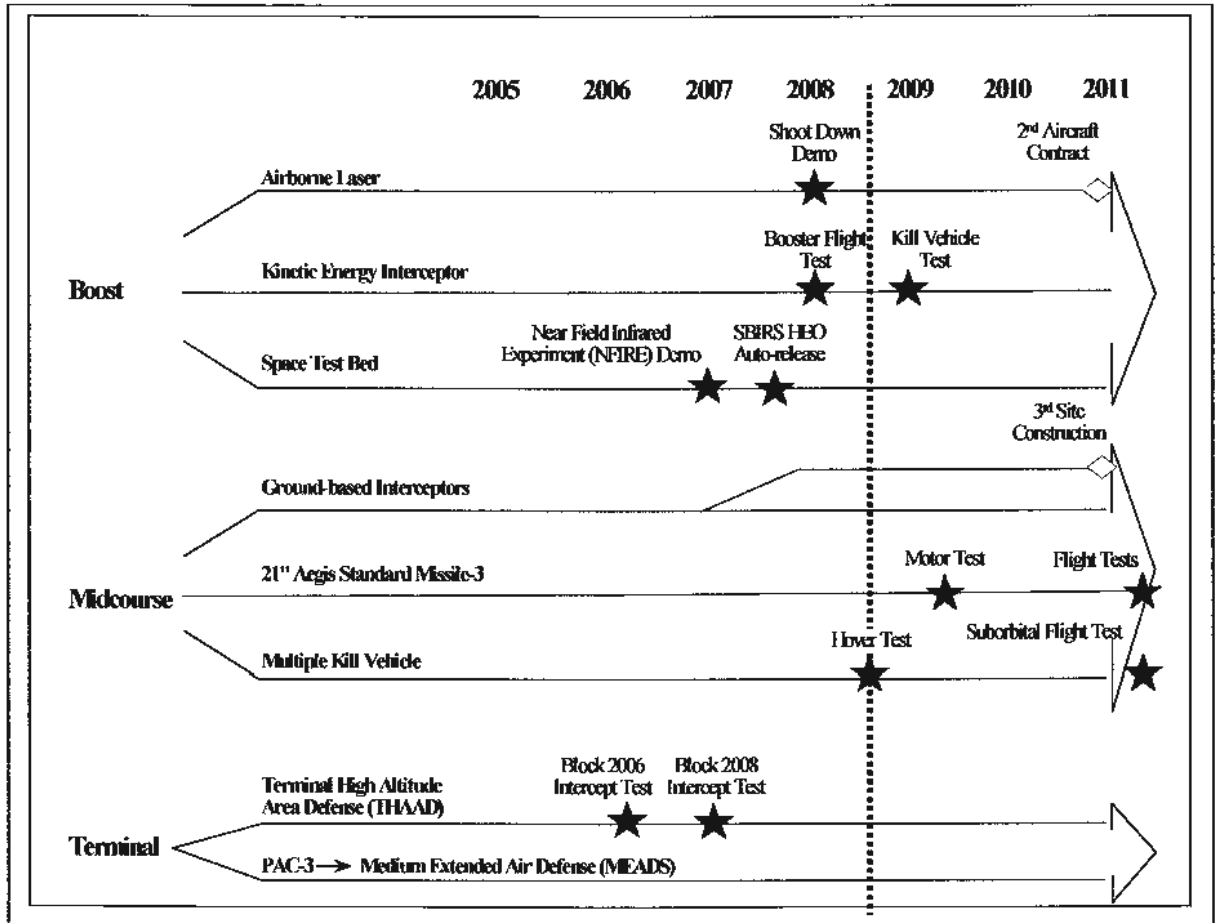 2005 2006 2007 2008 2009 2010 2011
Shoot Down
Demo
2nd Aircraft
Contract
Airborne Laser
Booster Flight
Test
Kill Vehicle
Test
Kinetic Energy Interceptor
Boost
Near Field Infrared
Experiment (NFIRE) Demo
SBIRS HEO
Auto-release
Space Test Bed
3rd Site
Construction
Ground-based Interceptors
21" Aegis Standard Missile-3
Motor Test
Flight Tests
Midcourse
Hover Test
Suborbital Flight Test
Multiple Kill Vehicle
Block 2006
Intercept Test
Block 2008
Intercept Test
Terminal High Altitude
Area Defense (THAAD)
Terminal
PAC-3 → Medium Extended Air Defense (MEADS)